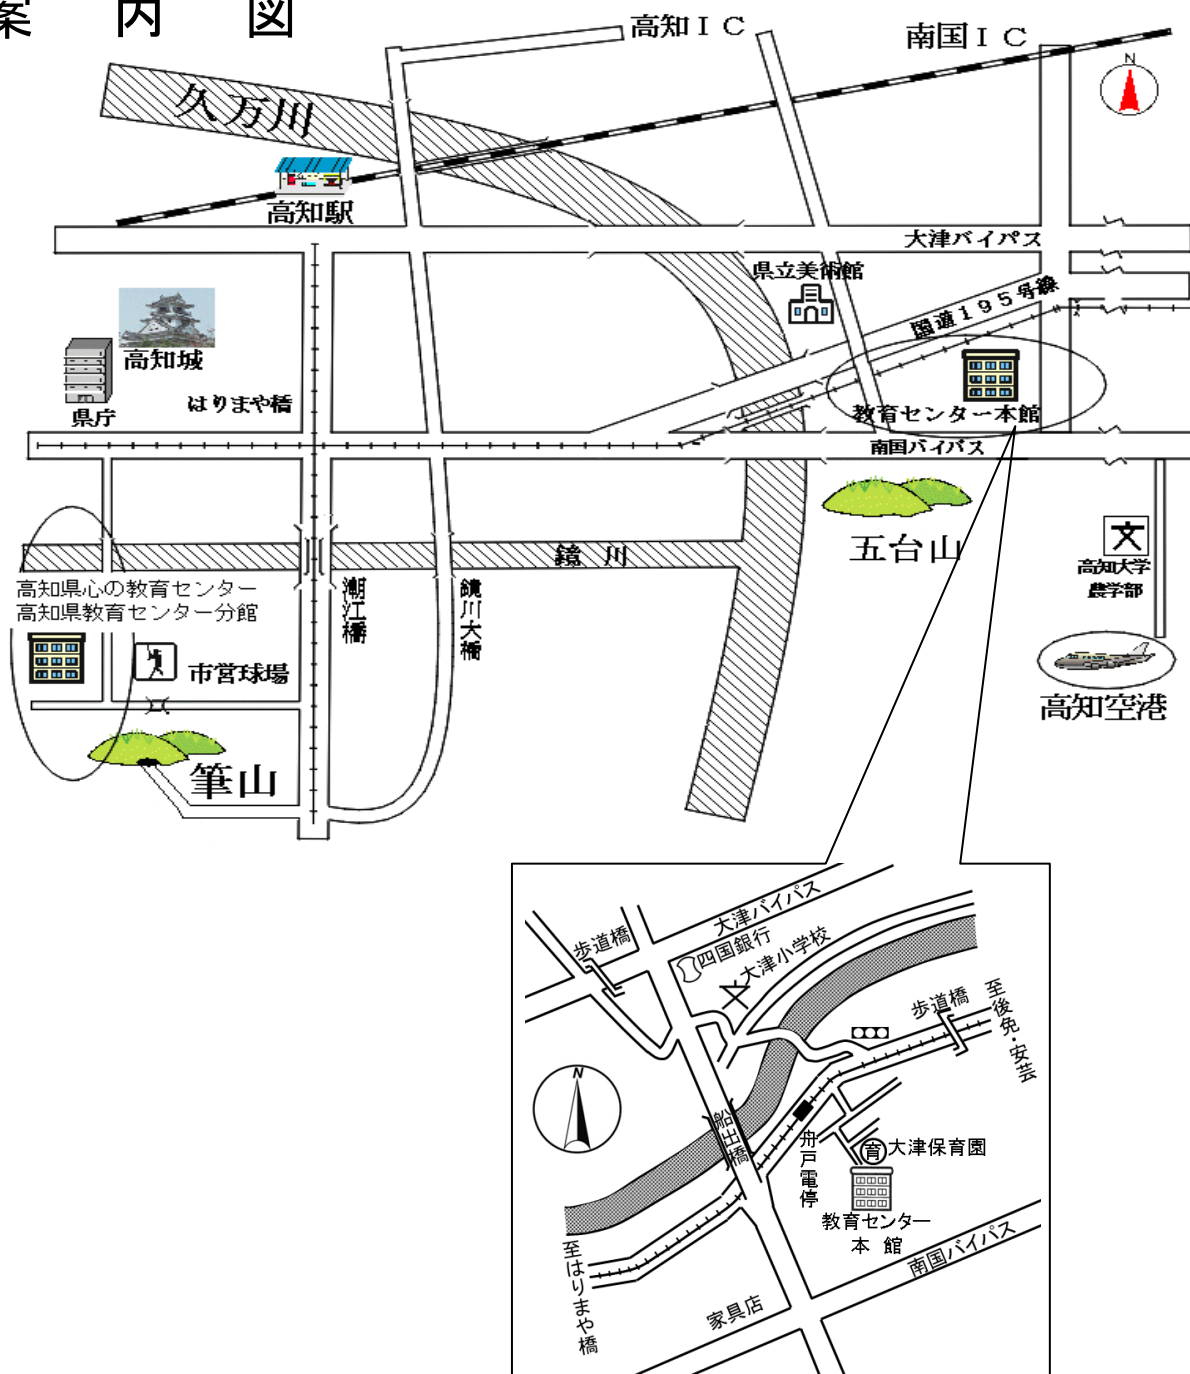 案内図
高知ＩＣ
南国ＩＣ
N
久万川
高知駅
大津バイパス
県立美術館
国道１９５号線
高知城
県庁
はりまや橋
教育センター本館
南国バイパス
五台山
文
高知大学
農学部
鏡川
高知県心の教育センター
高知県教育センター分館
潮江橋
鏡川大橋
市営球場
高知空港
筆山
大津バイパス
歩道橋
四国銀行
大津小学校
文
歩道橋
至後免・安芸
N
船出橋
舟戸電停
育
大津保育園
教育センター
本館
南国バイパス
至はりまや橋
家具店